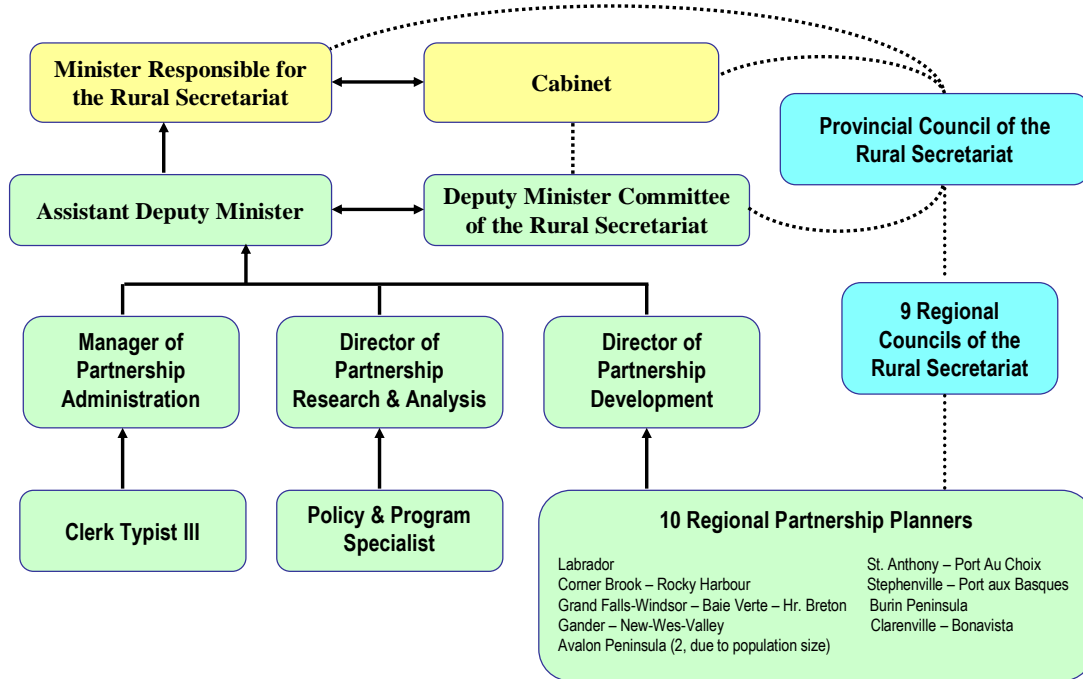 Minister Responsible for
the Rural Secretariat
Cabinet
Provincial Council of the
Rural Secretariat
Assistant Deputy Minister
Deputy Minister Committee
of the Rural Secretariat
9 Regional
Councils of the
Rural Secretariat
Manager of
Partnership
Administration
Director of
Partnership
Research & Analysis
Director of
Partnership
Development
Clerk Typist III
Policy & Program
Specialist
10 Regional Partnership Planners
Labrador
Corner Brook – Rocky Harbour
Grand Falls-Windsor – Baie Verte – Hr. Breton
Gander – New-Wes-Valley
Avalon Peninsula (2, due to population size)
St. Anthony – Port Au Choix
Stephenville – Port aux Basques
Burin Peninsula
Clarenville – Bonavista